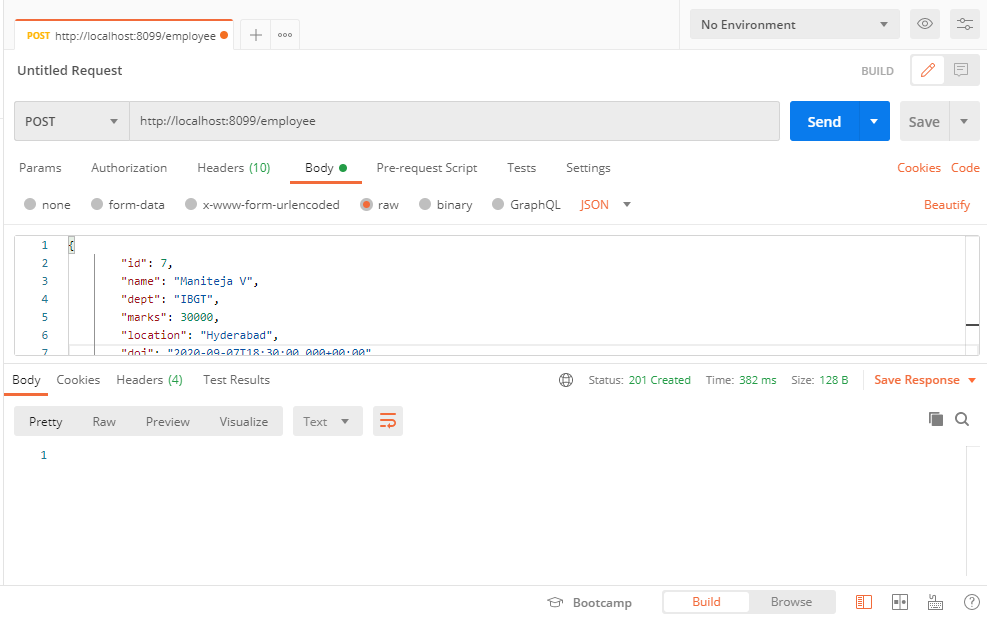 POST http://localhost:8099/employee
No Environment
Untitled Request
BUILD
POST http://localhost:8099/employee Send Save
Params Authorization Headers (10) Body Pre-request Script Tests Settings Cookies Code
none form-data x-www-form-urlencoded raw binary GraphQL JSON Beautify
1 {
2 "id": 7,
3 "name": "Maniteja V",
4 "dept": "IBGT",
5 "marks": 30000,
6 "location": "Hyderabad",
7 "doj": "2020-09-07T18:30:00.000+00:00"
Body Cookies Headers (4) Test Results Status: 201 Created Time: 382 ms Size: 128 B Save Response
Pretty Raw Preview Visualize Text
1
Bootcamp Build Browse